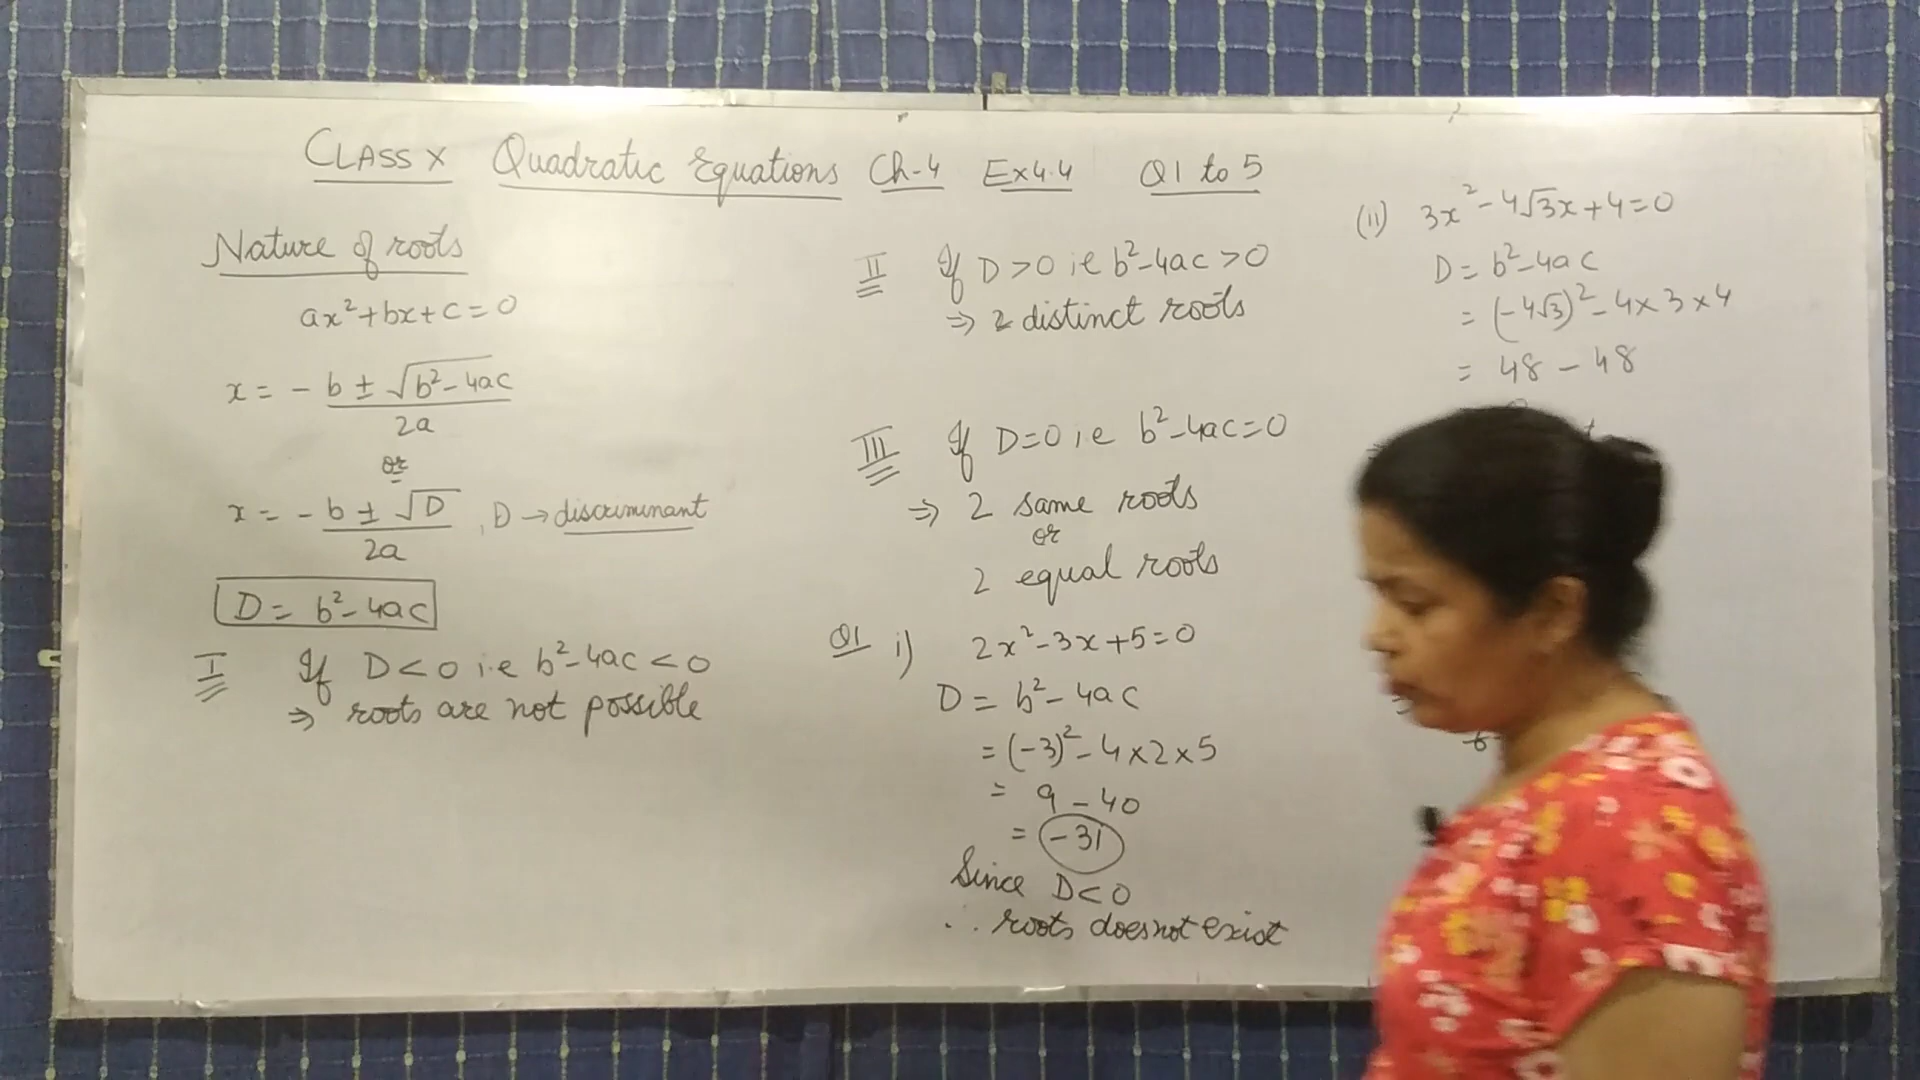 CLASS X Quadratic Equations Ch-4 Ex 4.4 Q1 to 5
Nature of roots
ax²+bx+c=0
x = -b ± √b²-4ac
2a
or
x = -b ± √D , D → discriminant
2a
D = b²-4ac
I If D<0 i.e b²-4ac<0
⇒ roots are not possible
II If D>0 i.e b²-4ac>0
⇒ 2 distinct roots
III If D=0 i.e b²-4ac=0
⇒ 2 same roots
or
2 equal roots
Q1 i) 2x²-3x+5=0
D = b²-4ac
= (-3)²-4×2×5
= 9-40
= -31
Since D<0
∴ roots doesnot exist
(ii) 3x²-4√3x+4=0
D = b²-4ac
= (-4√3)²-4×3×4
= 48-48